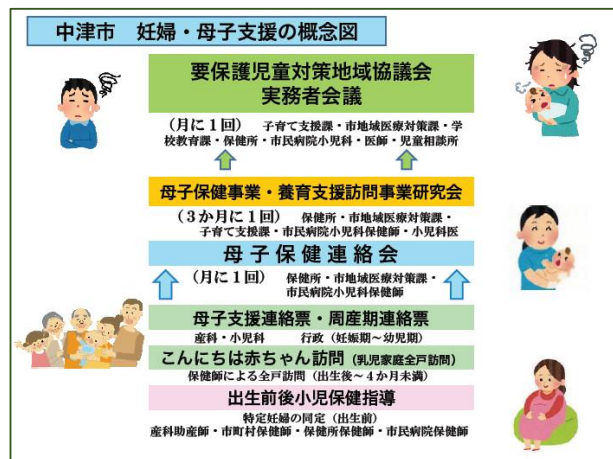 中津市　妊婦・母子支援の概念図
要保護児童対策地域協議会
実務者会議
（月に１回）　子育て支援課・市地域医療対策課・学
校教育課・保健所・市民病院小児科・医師・児童相談所
母子保健事業・養育支援訪問事業研究会
（３か月に１回）　保健所・市地域医療対策課・
子育て支援課・市民病院小児科保健師・小児科医
母子保健連絡会
（月に１回）　保健所・市地域医療対策課・
市民病院小児科保健師
母子支援連絡票・周産期連絡票
産科・小児科　　行政（妊娠期～幼児期）
こんにちは赤ちゃん訪問（乳児家庭全戸訪問）
保健師による全戸訪問（出生後～４か月未満）
出生前後小児保健指導
特定妊婦の同定（出生前）
産科助産師・市町村保健師・保健所保健師・市民病院保健師